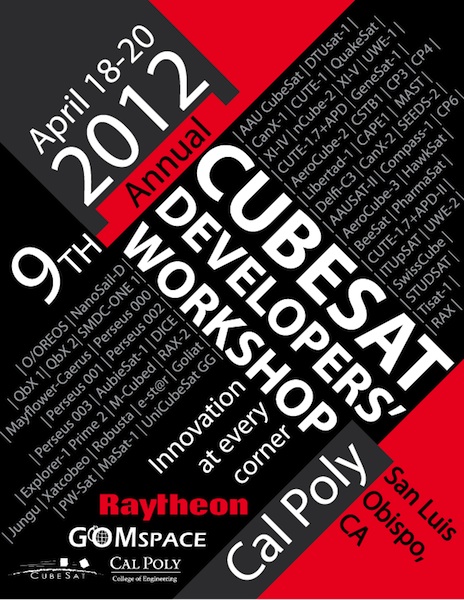 April 18-20
2012
9TH Annual
CUBESAT
DEVELOPERS'
WORKSHOP
Innovation
at every
corner
Cal Poly
San Luis
Obispo,
CA
AAU CubeSat | DTUsat-1 |
CanX-1 | CUTE-1 | QuakeSat |
XI-IV | nCube-2 | XI-V | UWE-1 |
CUTE-1.7+APD | GeneSat-1 |
AeroCube-2 | CSTB1 | CP3 | CP4 |
Libertad-1 | CAPE1 | MAST |
Delfi-C3 | CanX-2 | SEEDS-2 |
AAUSAT-II | Compass-1 | CP6
AeroCube-3 | HawkSat |
BeeSat | PharmaSat |
CUTE-1.7+APD-II |
ITUpSAT | UWE-2
SwissCube |
STUDSAT |
Tisat-1 |
RAX |
| O/OREOS | NanoSail-D |
| QbX 1 | QbX 2 | SMDC-ONE |
| Mayflower-Caerus | Perseus 000 |
| Perseus 001 | Perseus 002
| Perseus 003 | AubieSat-1 | DICE
| Explorer-1 Prime 2 | M-Cubed | RAX-2
| Jungu | Xatcobeo | Robusta | e-st@r | Goliat
| PW-Sat | MaSat-1 | UniCubeSat GG |
Raytheon
GOMSPACE
CUBESAT
CAL POLY
College of Engineering